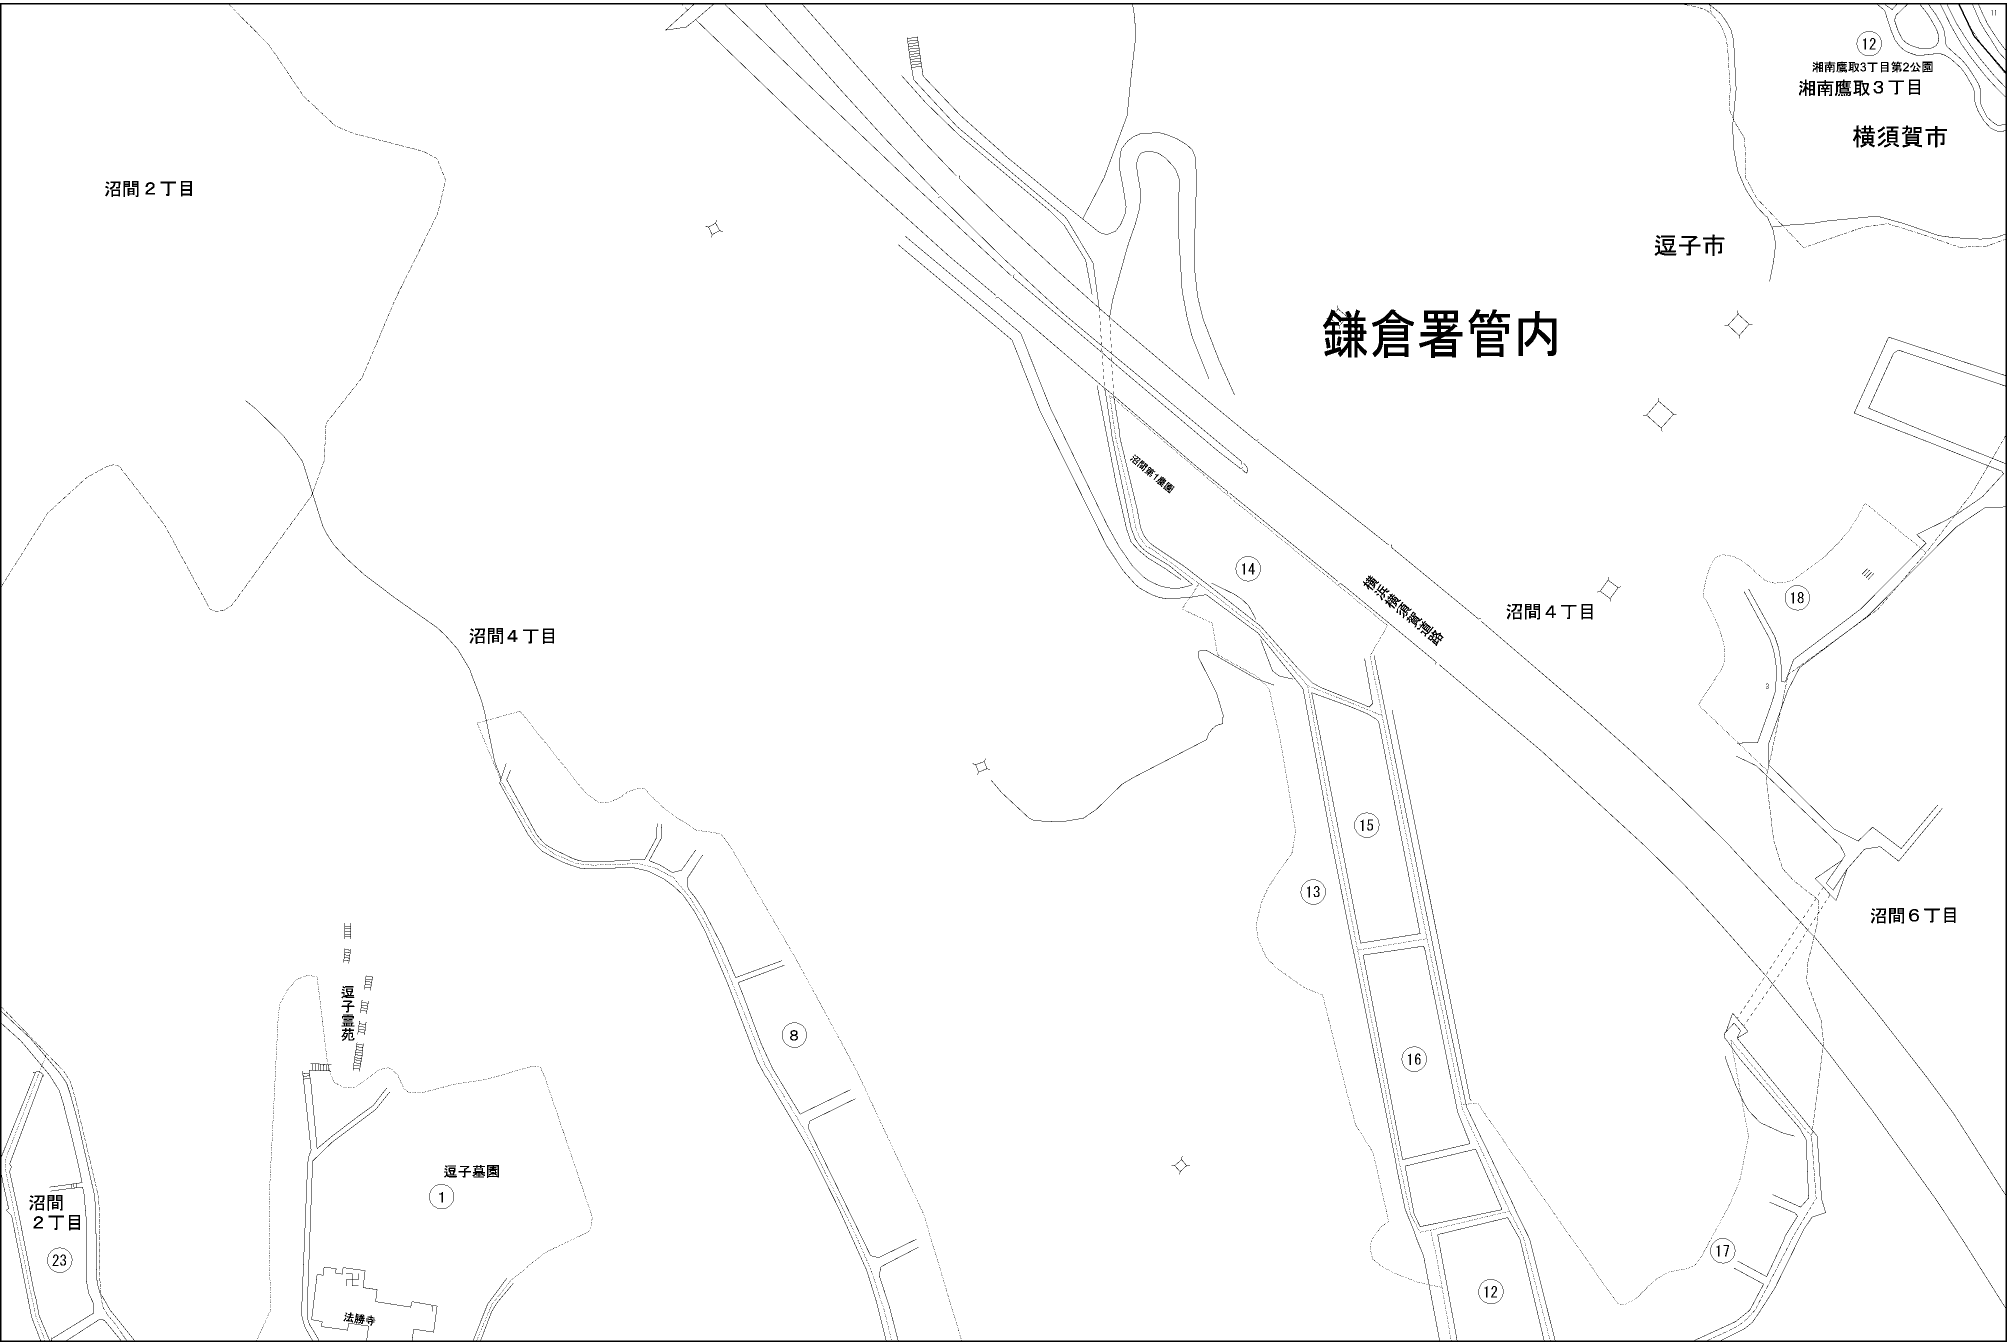 11
12
湘南鷹取3丁目第2公園
湘南鷹取3丁目
横須賀市
沼間2丁目
逗子市
鎌倉署管内
沼間第1農園
14
横浜横須賀道路
沼間4丁目
18
沼間4丁目
3
15
13
沼間6丁目
逗子霊苑
8
16
逗子墓園
1
沼間
2丁目
23
17
12
法勝寺